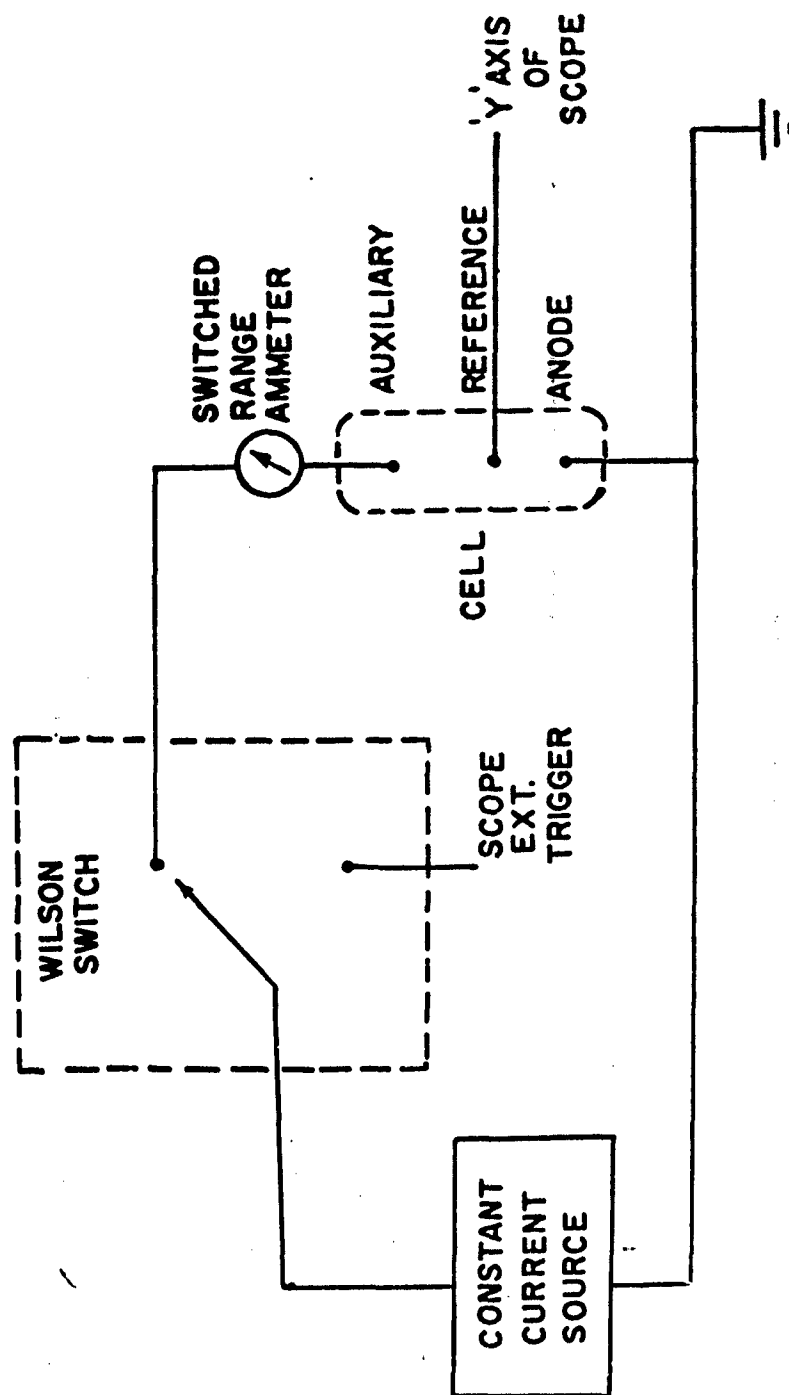 WILSON
SWITCH
SWITCHED
RANGE
AMMETER
AUXILIARY
REFERENCE
ANODE
CELL
'Y' AXIS
OF
SCOPE
SCOPE
EXT.
TRIGGER
CONSTANT
CURRENT
SOURCE